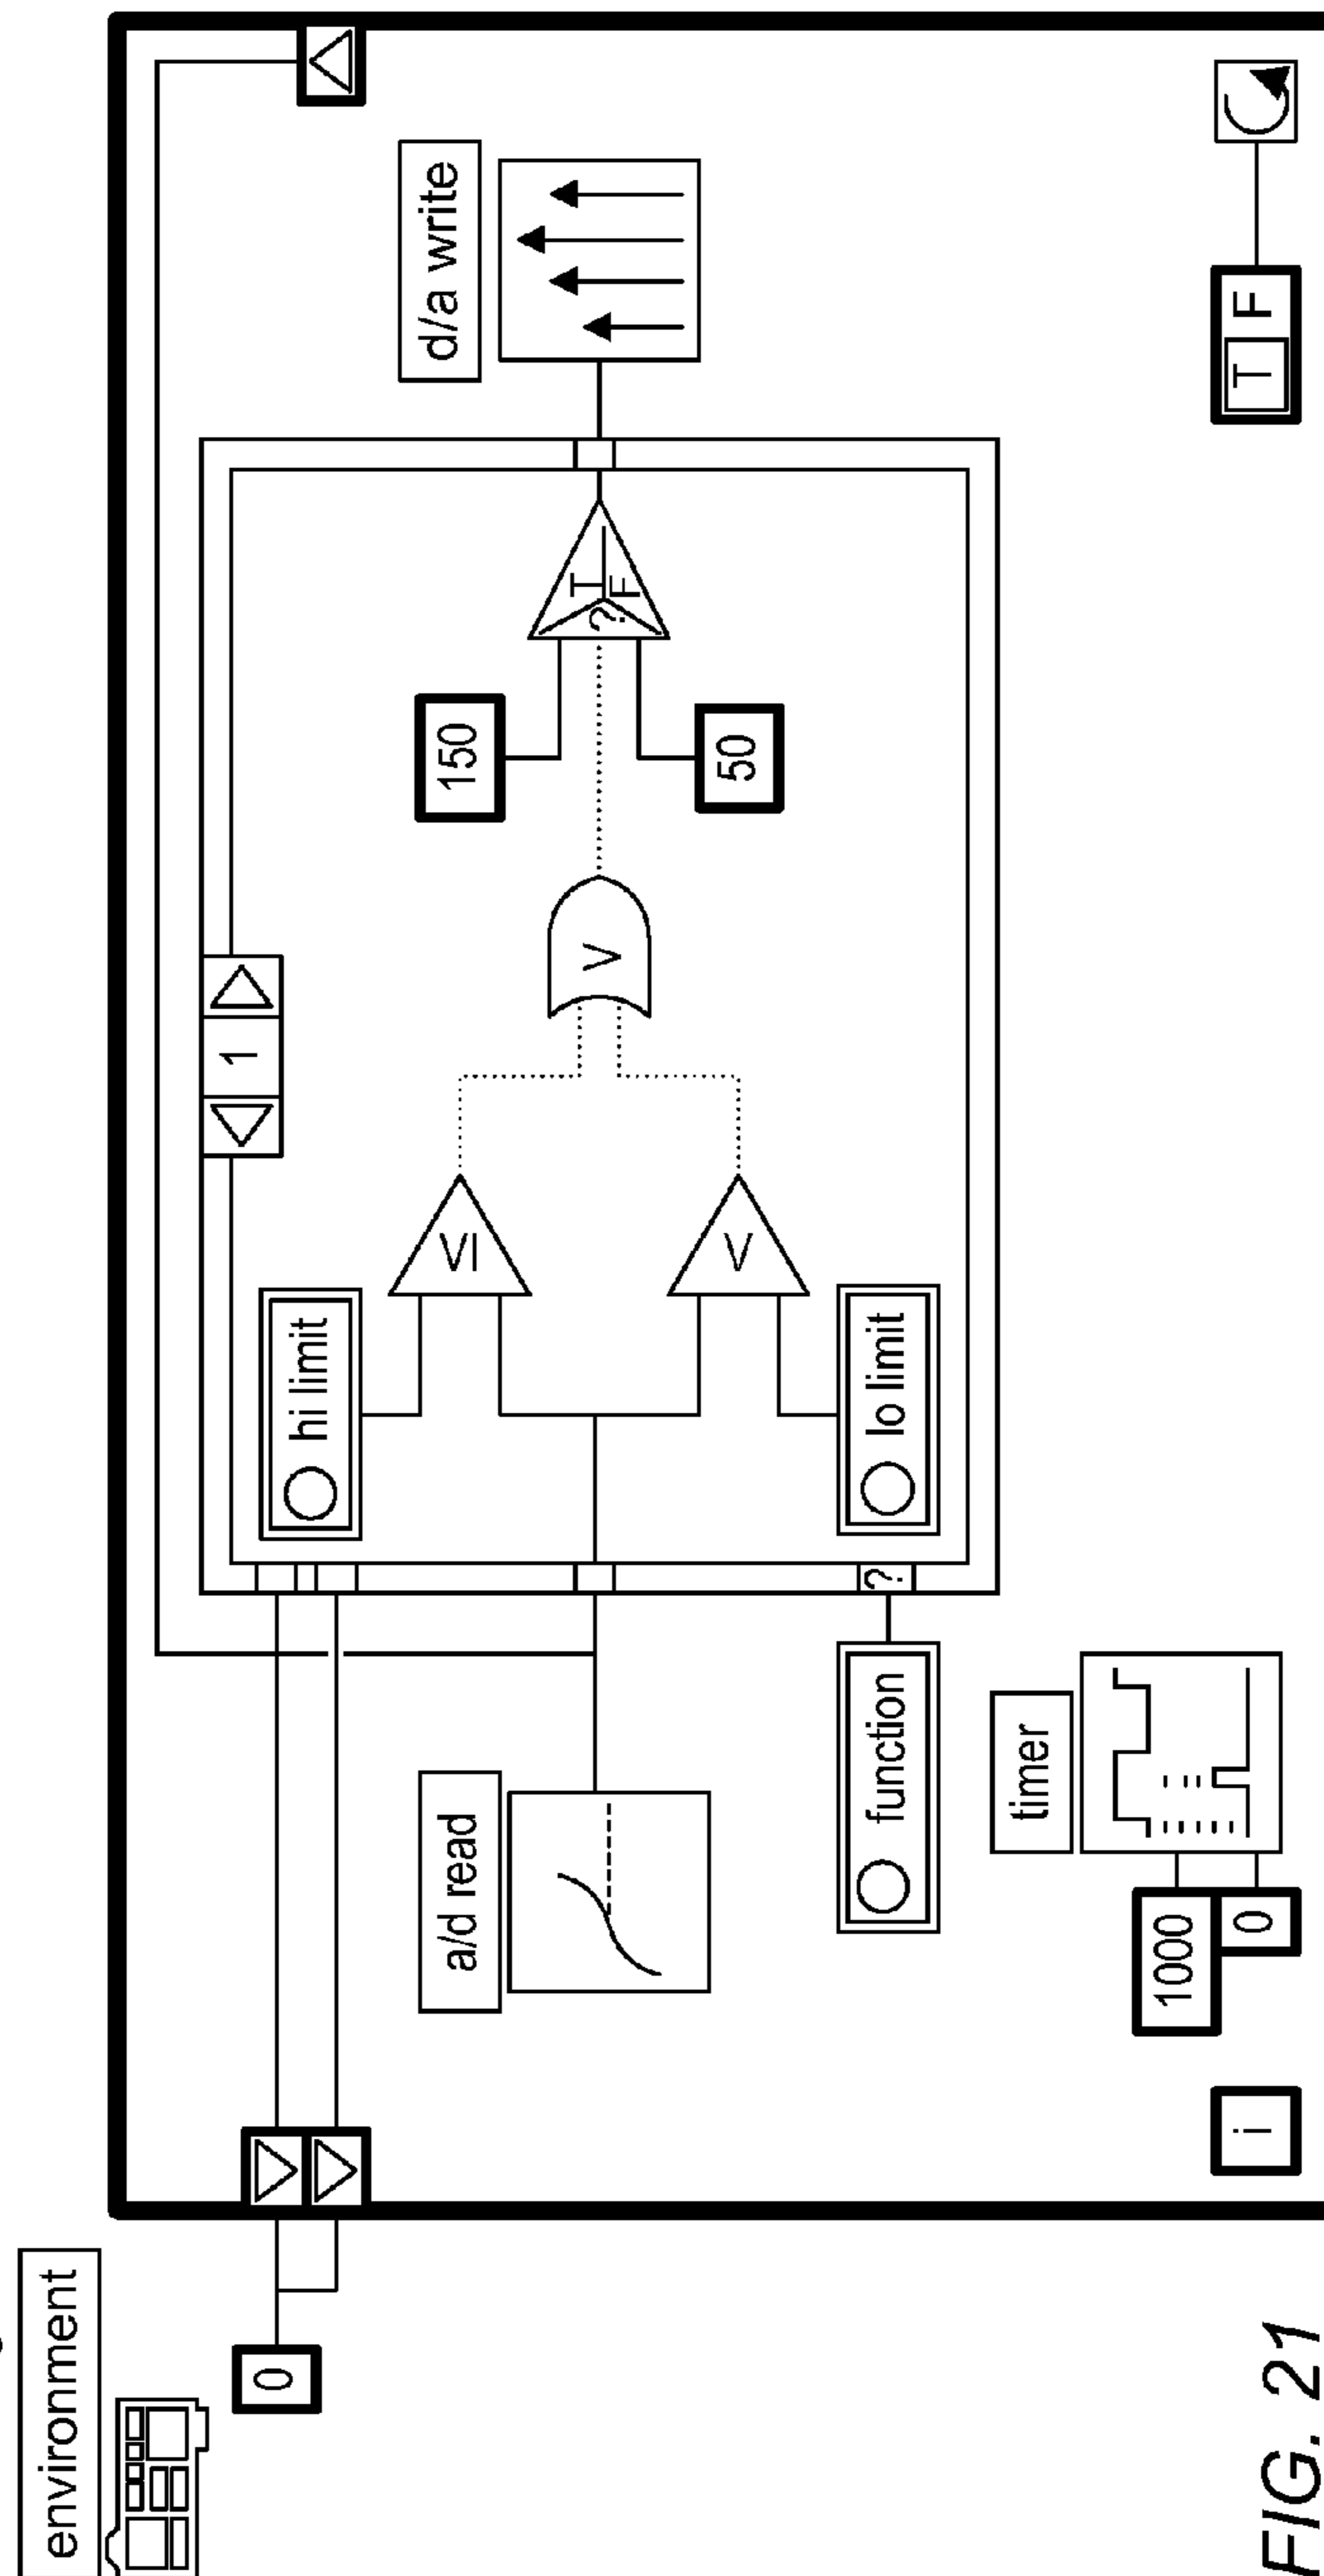 environment
0
1
hi limit
≤
150
d/a write
a/d read
V
?
T
F
<
50
lo limit
?
function
timer
1000
0
i
T F
FIG. 21